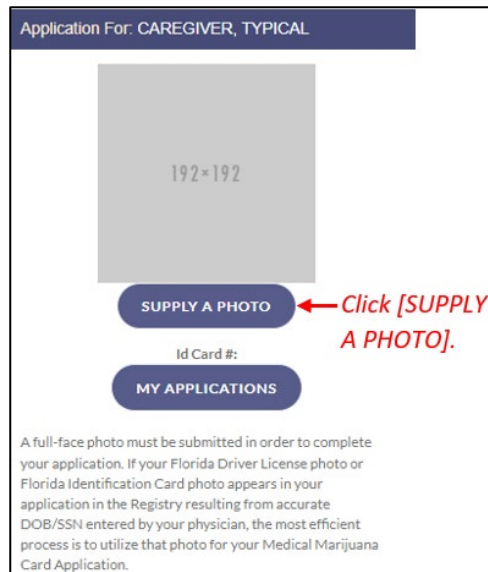 Application For: CAREGIVER, TYPICAL
192×192
SUPPLY A PHOTO
Click [SUPPLY
A PHOTO].
Id Card #:
MY APPLICATIONS
A full-face photo must be submitted in order to complete
your application. If your Florida Driver License photo or
Florida Identification Card photo appears in your
application in the Registry resulting from accurate
DOB/SSN entered by your physician, the most efficient
process is to utilize that photo for your Medical Marijuana
Card Application.